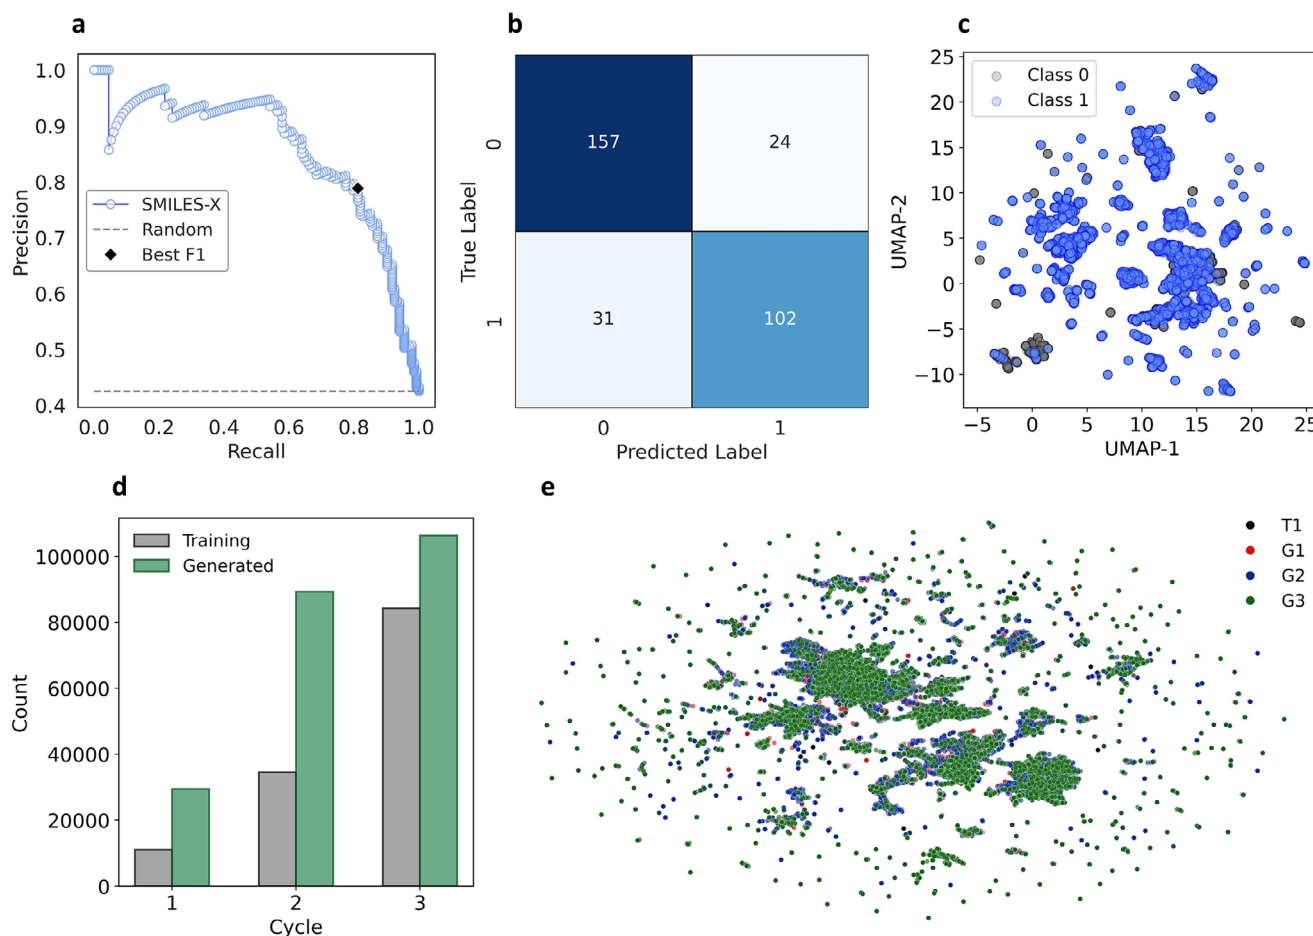 a
1.0
0.9
0.8
0.7
0.6
0.5
0.4
Precision
SMILES-X
Random
Best F1
0.0 0.2 0.4 0.6 0.8 1.0
Recall
b
True Label
0
1
157 24
31 102
0 1
Predicted Label
c
25
20
15
10
5
0
−5
−10
UMAP-2
Class 0
Class 1
−5 0 5 10 15 20 25
UMAP-1
d
100000
80000
60000
40000
20000
0
Count
Training
Generated
1 2 3
Cycle
e
T1
G1
G2
G3